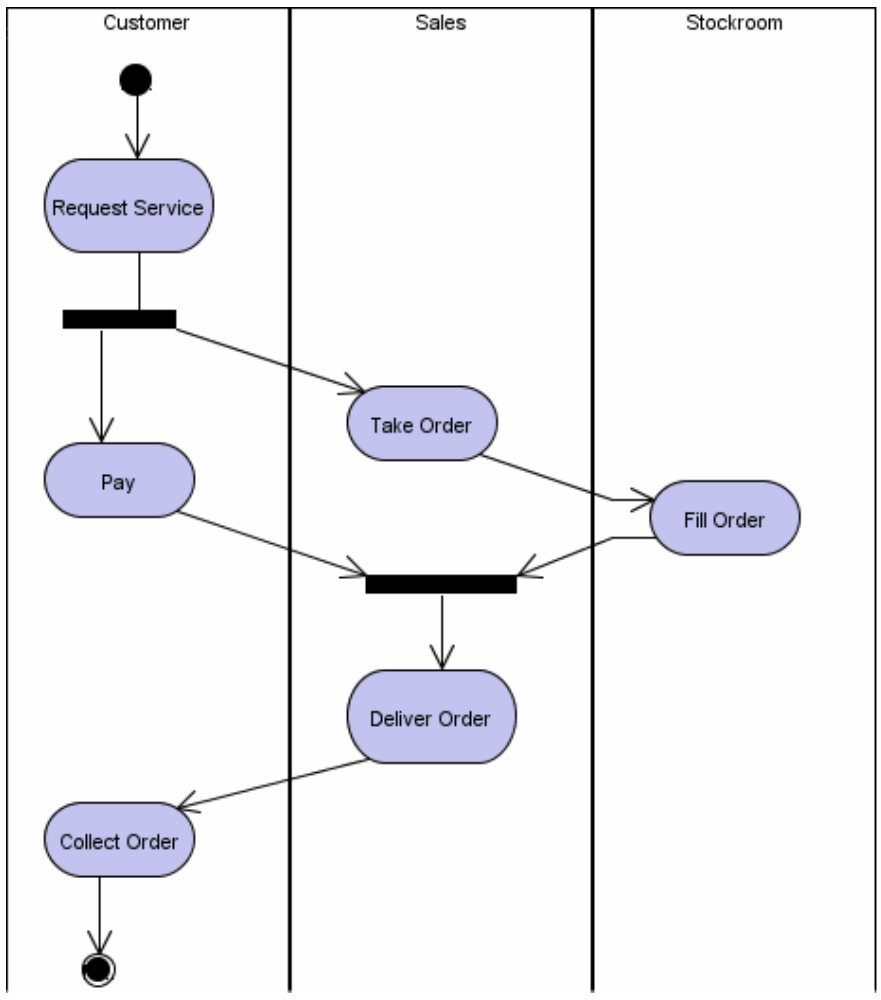 Customer
Sales
Stockroom
Request Service
Take Order
Pay
Fill Order
Deliver Order
Collect Order